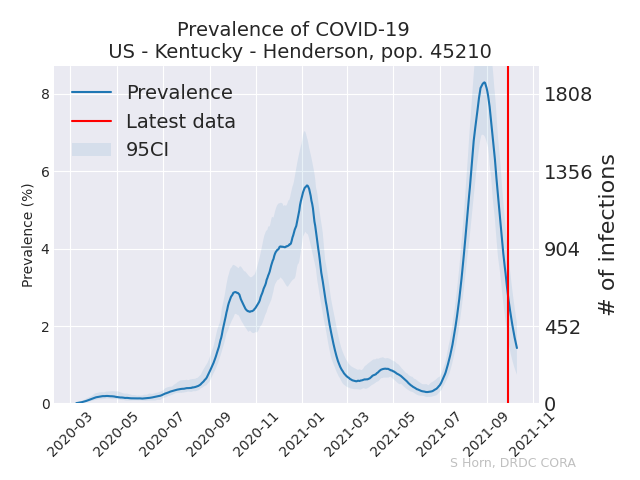 Prevalence of COVID-19
US - Kentucky - Henderson, pop. 45210
Prevalence
Latest data
95CI
Prevalence (%)
8
6
4
2
0
1808
1356
904
452
0
# of infections
2020-03
2020-05
2020-07
2020-09
2020-11
2021-01
2021-03
2021-05
2021-07
2021-09
2021-11
S Horn, DRDC CORA